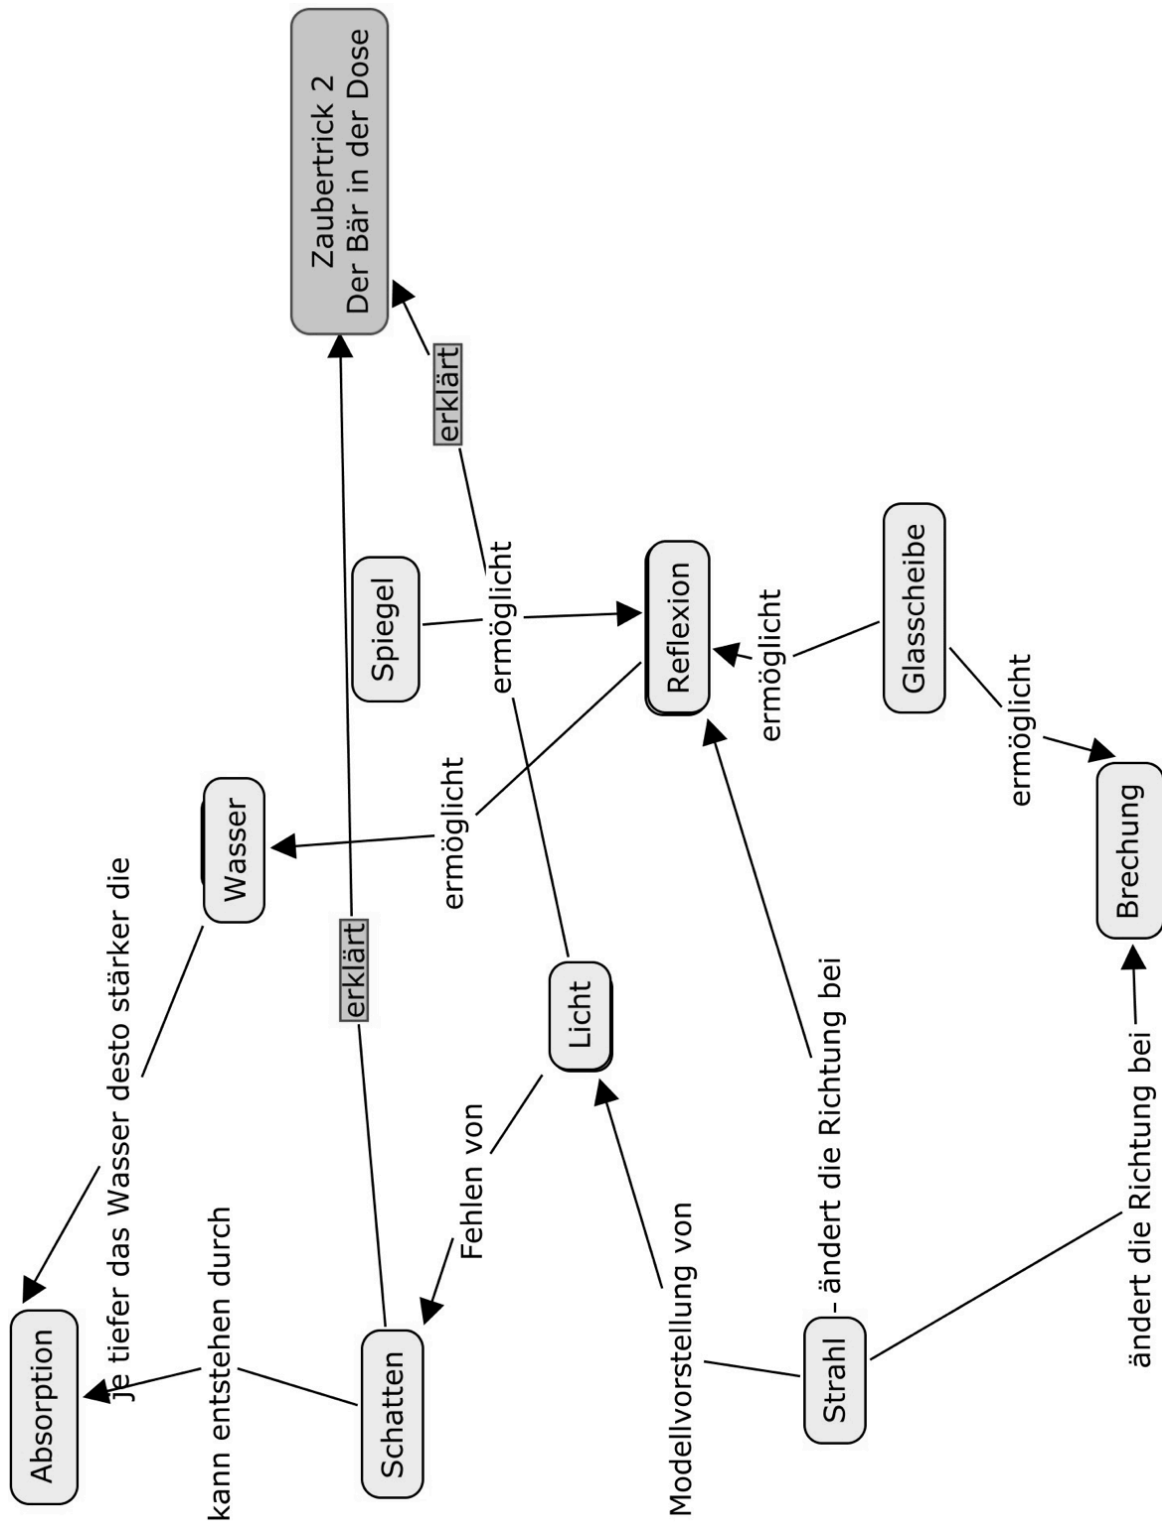 Absorption
je tiefer das Wasser desto stärker die
Wasser
kann entstehen durch
Zaubertrick 2
Der Bär in der Dose
erklärt
Schatten
Spiegel
erklärt
ermöglicht
Fehlen von
ermöglicht
Licht
Reflexion
Modellvorstellung von
ermöglicht
Strahl
ändert die Richtung bei
Glasscheibe
ermöglicht
Brechung
ändert die Richtung bei